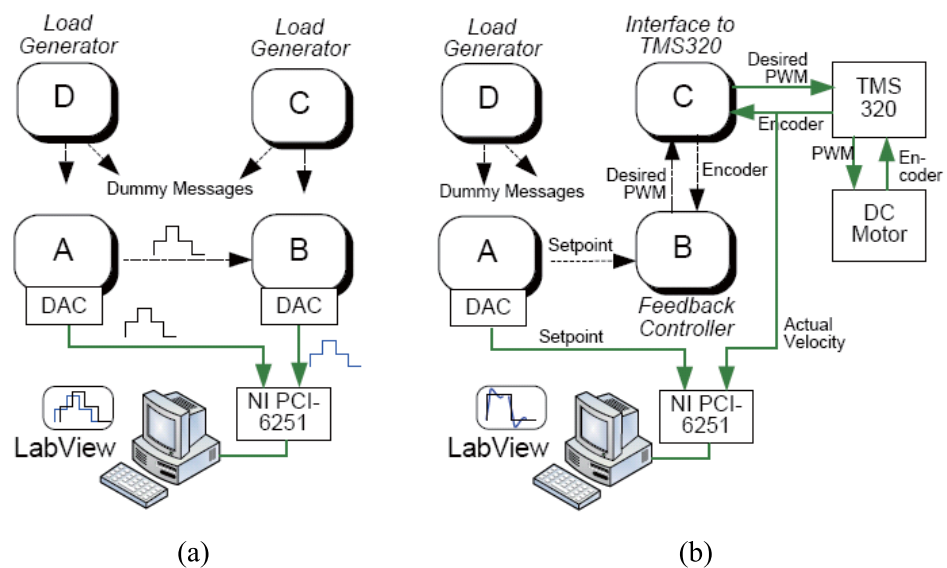 Load
Generator
D
Load
Generator
C
Dummy Messages
A
DAC
B
DAC
NI PCI-
6251
LabView
(a)
Load
Generator
D
Dummy Messages
Interface to
TMS320
C
Desired
PWM
Encoder
TMS
320
PWM
En-
coder
DC
Motor
Desired
PWM
Encoder
A
DAC
Setpoint
B
Feedback
Controller
Setpoint
Actual
Velocity
NI PCI-
6251
LabView
(b)